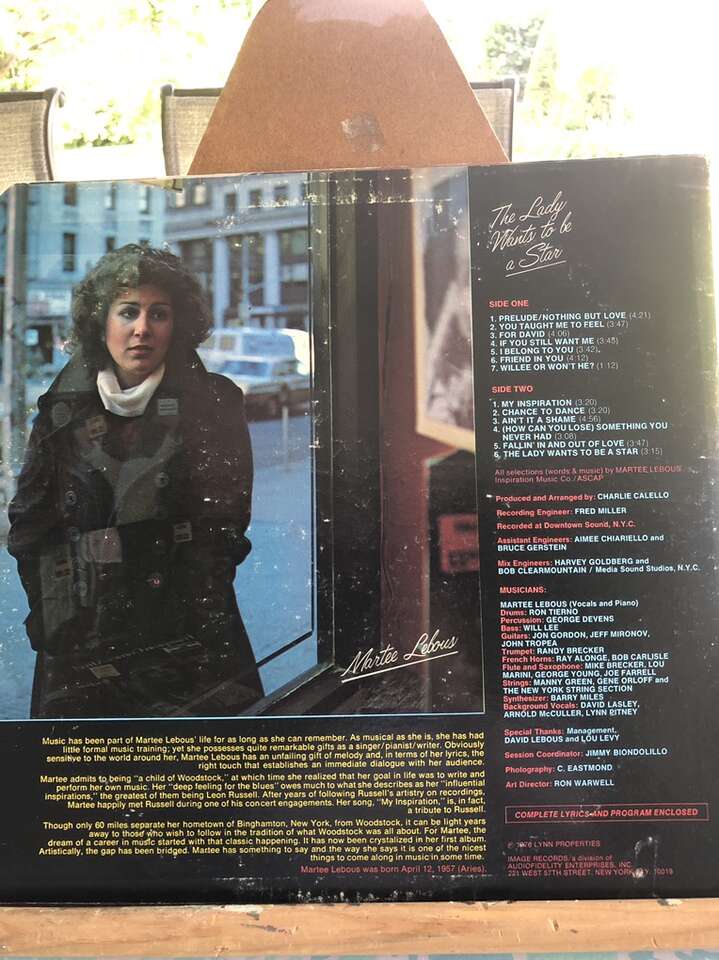 The Lady
Wants to be
a Star
SIDE ONE
1. PRELUDE/NOTHING BUT LOVE (4:21)
2. YOU TAUGHT ME TO FEEL (3:47)
3. FOR DAVID (4:06)
4. IF YOU STILL WANT ME (3:45)
5. I BELONG TO YOU (3:42)
6. FRIEND IN YOU (4:12)
7. WILLEE OR WON'T HE? (1:12)
SIDE TWO
1. MY INSPIRATION (3:20)
2. CHANCE TO DANCE (3:20)
3. AIN'T IT A SHAME (4:56)
4. (HOW CAN YOU LOSE) SOMETHING YOU
NEVER HAD (3:08)
5. FALLIN' IN AND OUT OF LOVE (3:47)
6. THE LADY WANTS TO BE A STAR (3:15)
All selections (words & music) by MARTEE LEBOUS
Inspiration Music Co./ASCAP
Produced and Arranged by: CHARLIE CALELLO
Recording Engineer: FRED MILLER
Recorded at Downtown Sound, N.Y.C.
Assistant Engineers: AIMEE CHIARIELLO and
BRUCE GERSTEIN
Mix Engineers: HARVEY GOLDBERG and
BOB CLEARMOUNTAIN / Media Sound Studios, N.Y.C.
MUSICIANS:
MARTEE LEBOUS (Vocals and Piano)
Drums: RON TIERNO
Percussion: GEORGE DEVENS
Bass: WILL LEE
Guitars: JON GORDON, JEFF MIRONOV,
JOHN TROPEA
Trumpet: RANDY BRECKER
French Horns: RAY ALONGE, BOB CARLISLE
Flute and Saxophone: MIKE BRECKER, LOU
MARINI, GEORGE YOUNG, JOE FARRELL
Strings: MANNY GREEN, GENE ORLOFF and
THE NEW YORK STRING SECTION
Synthesizer: BARRY MILES
Background Vocals: DAVID LASLEY,
ARNOLD McCULLER, LYNN PITNEY
Special Thanks: Management,
DAVID LEBOUS and LOU LEVY
Session Coordinator: JIMMY BIONDOLILLO
Photography: C. EASTMOND
Art Director: RON WARWELL
COMPLETE LYRICS AND PROGRAM ENCLOSED
℗ 1978 LYNN PROPERTIES
IMAGE RECORDS/a division of
AUDIOFIDELITY ENTERPRISES, INC.
221 WEST 57TH STREET, NEW YORK, N.Y. 10019
Martee Lebous
Music has been part of Martee Lebous' life for as long as she can remember. As musical as she is, she has had
little formal music training; yet she possesses quite remarkable gifts as a singer/pianist/writer. Obviously
sensitive to the world around her, Martee Lebous has an unfailing gift of melody and, in terms of her lyrics, the
right touch that establishes an immediate dialogue with her audience.
Martee admits to being "a child of Woodstock," at which time she realized that her goal in life was to write and
perform her own music. Her "deep feeling for the blues" owes much to what she describes as her "influential
inspirations," the greatest of them being Leon Russell. After years of following Russell's artistry on recordings,
Martee happily met Russell during one of his concert engagements. Her song, "My Inspiration," is, in fact,
a tribute to Russell.
Though only 60 miles separate her hometown of Binghamton, New York, from Woodstock, it can be light years
away to those who wish to follow in the tradition of what Woodstock was all about. For Martee, the
dream of a career in music started with that classic happening. It has now been crystalized in her first album.
Artistically, the gap has been bridged. Martee has something to say and the way she says it is one of the nicest
things to come along in music in some time.
Martee Lebous was born April 12, 1957 (Aries).